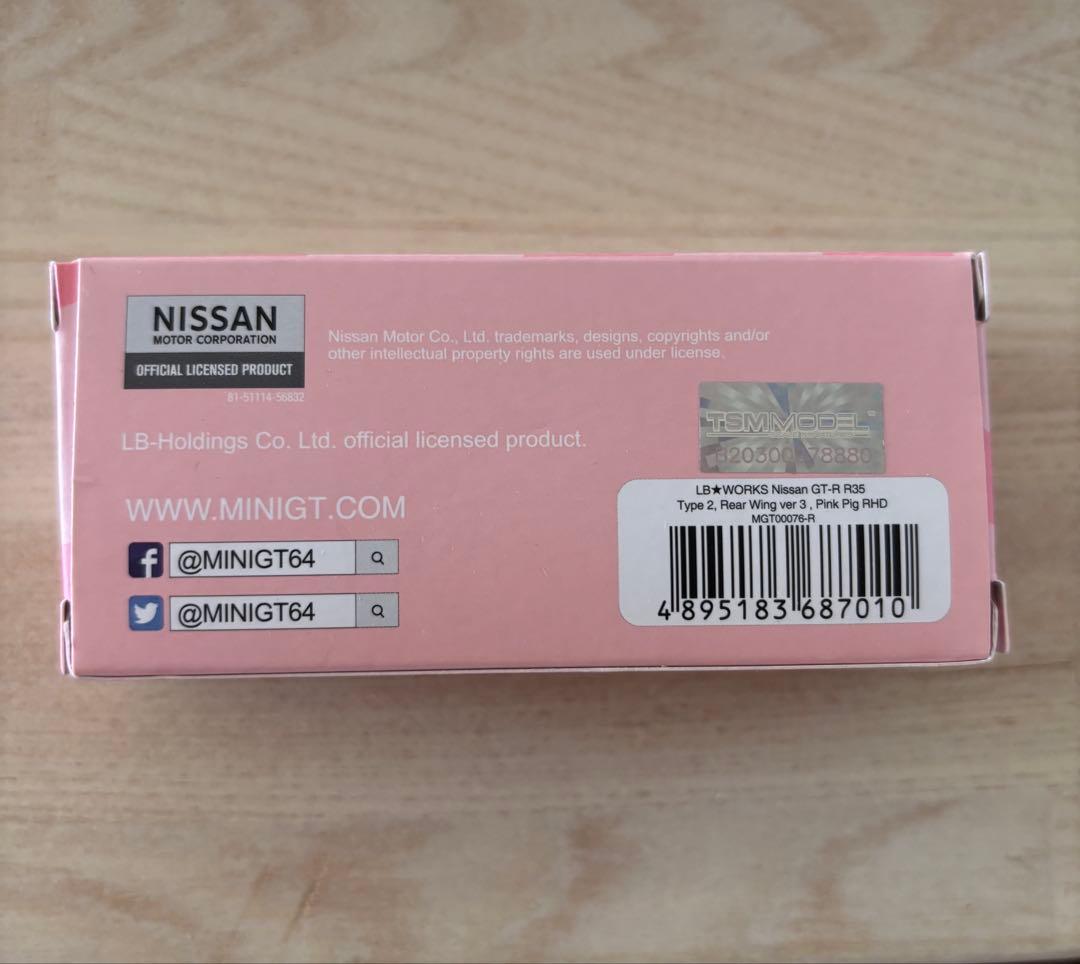 NISSAN
MOTOR CORPORATION
OFFICIAL LICENSED PRODUCT
81-51114-56832
Nissan Motor Co., Ltd. trademarks, designs, copyrights and/or
other intellectual property rights are used under license.
LB-Holdings Co. Ltd. official licensed product.
WWW.MINIGT.COM
f @MINIGT64
@MINIGT64
TSMMODEL™
LB★WORKS Nissan GT-R R35
Type 2, Rear Wing ver 3 , Pink Pig RHD
MGT00076-R
4 895183 687010